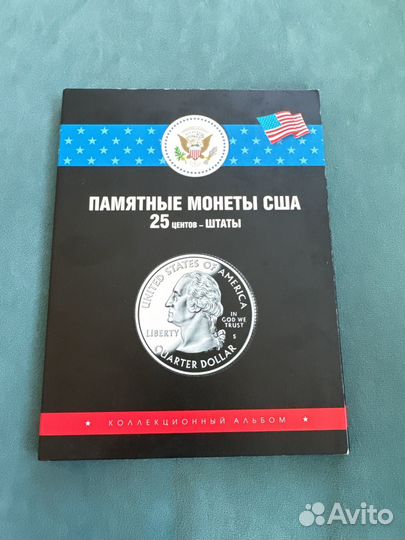 ПАМЯТНЫЕ МОНЕТЫ США
25 ЦЕНТОВ – ШТАТЫ
UNITED STATES OF AMERICA
IN
GOD WE
TRUST
LIBERTY
S
QUARTER DOLLAR
★ КОЛЛЕКЦИОННЫЙ АЛЬБОМ ★
Avito